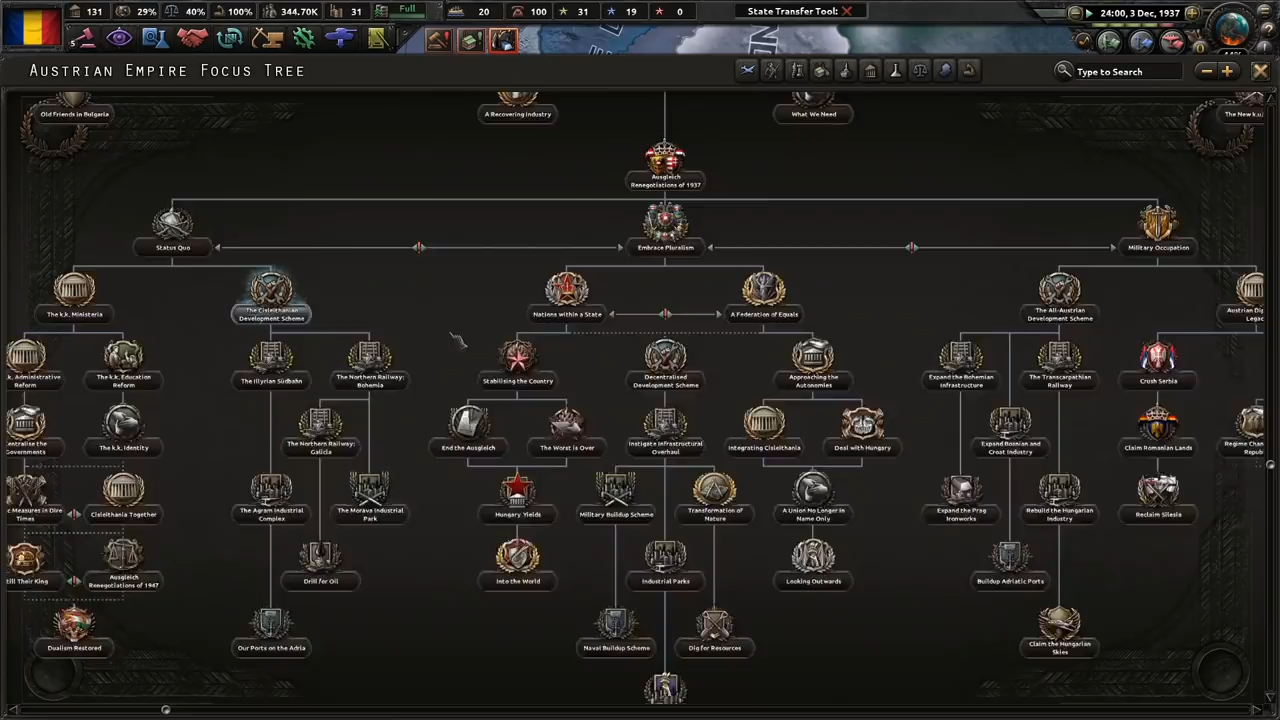 131
29%
40%
100%
344.70K
31
Full
20
100
31
19
0
State Transfer Tool:
24:00, 3 Dec, 1937
AUSTRIAN EMPIRE FOCUS TREE
Type to Search
Old Friends in Bulgaria
A Recovering Industry
What We Need
Ausgleich
Renegotiations of 1937
Status Quo
Embrace Pluralism
Military Occupation
The k.k. Ministeria
The Cisleithanian
Development Scheme
Nations within a State
A Federation of Equals
The All-Austrian
Development Scheme
k. Administrative
Reform
The k.k. Education
Reform
The Illyrian Südbahn
The Northern Railway:
Bohemia
Stabilising the Country
Decentralised
Development Scheme
Approaching the
Autonomies
Expand the Bohemian
Infrastructure
The Transcarpathian
Railway
Crush Serbia
The k.k. Identity
The Northern Railway:
Galicia
End the Ausgleich
The Worst is Over
Instigate Infrastructural
Overhaul
Integrating Cisleithania
Deal with Hungary
Expand Bosnian and
Croat Industry
Claim Romanian Lands
c Measures in Dire
Times
Cisleithania Together
The Agram Industrial
Complex
The Morava Industrial
Park
Hungary Yields
Military Buildup Scheme
Transformation of
Nature
A Union No Longer In
Name Only
Expand the Prag
Ironworks
Rebuild the Hungarian
Industry
Reclaim Silesia
till Their King
Ausgleich
Renegotiations of 1947
Drill for Oil
Into the World
Industrial Parks
Looking Outwards
Buildup Adriatic Ports
Dualism Restored
Our Ports on the Adria
Naval Buildup Scheme
Dig for Resources
Claim the Hungarian
Skies